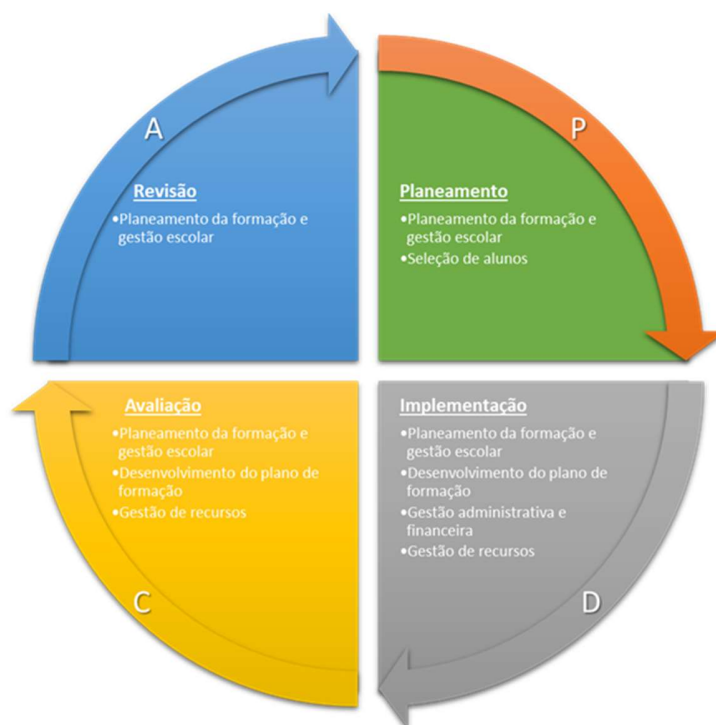 A
Revisão
•Planeamento da formação e
gestão escolar
P
Planeamento
•Planeamento da formação e
gestão escolar
•Seleção de alunos
Avaliação
•Planeamento da formação e
gestão escolar
•Desenvolvimento do plano de
formação
•Gestão de recursos
C
Implementação
•Planeamento da formação e
gestão escolar
•Desenvolvimento do plano de
formação
•Gestão administrativa e
financeira
•Gestão de recursos
D